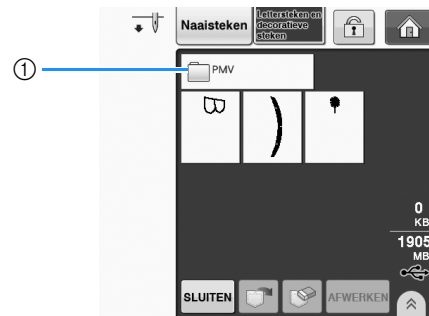 Naaisteken
Lettersteken en
decoratieve
steken
① PMV
0
KB
1905
MB
SLUITEN
AFWERKEN